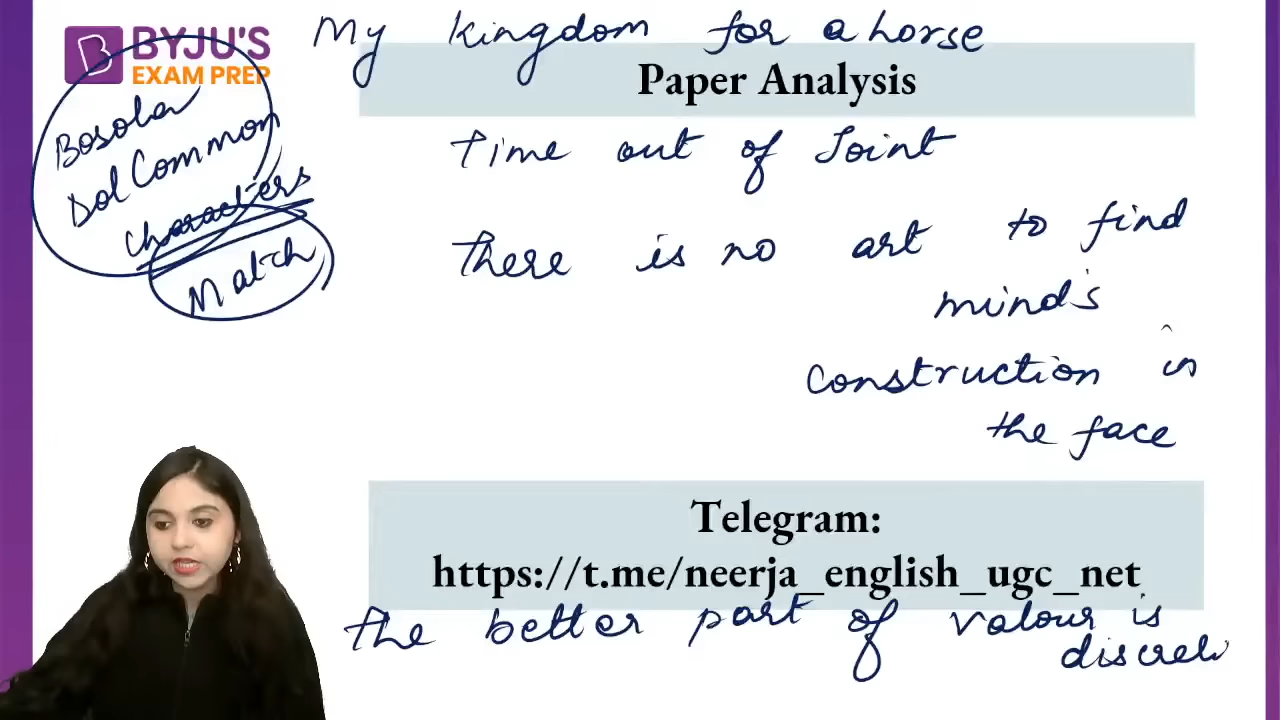 My kingdom for a horse
BYJU'S
EXAM PREP
Paper Analysis
Bosola
Dol Common
Characters
Match
Time out of Joint
There is no art to find
mind's
construction in
the face
Telegram:
https://t.me/neerja_english_ugc_net
The better part of valour is
discreti